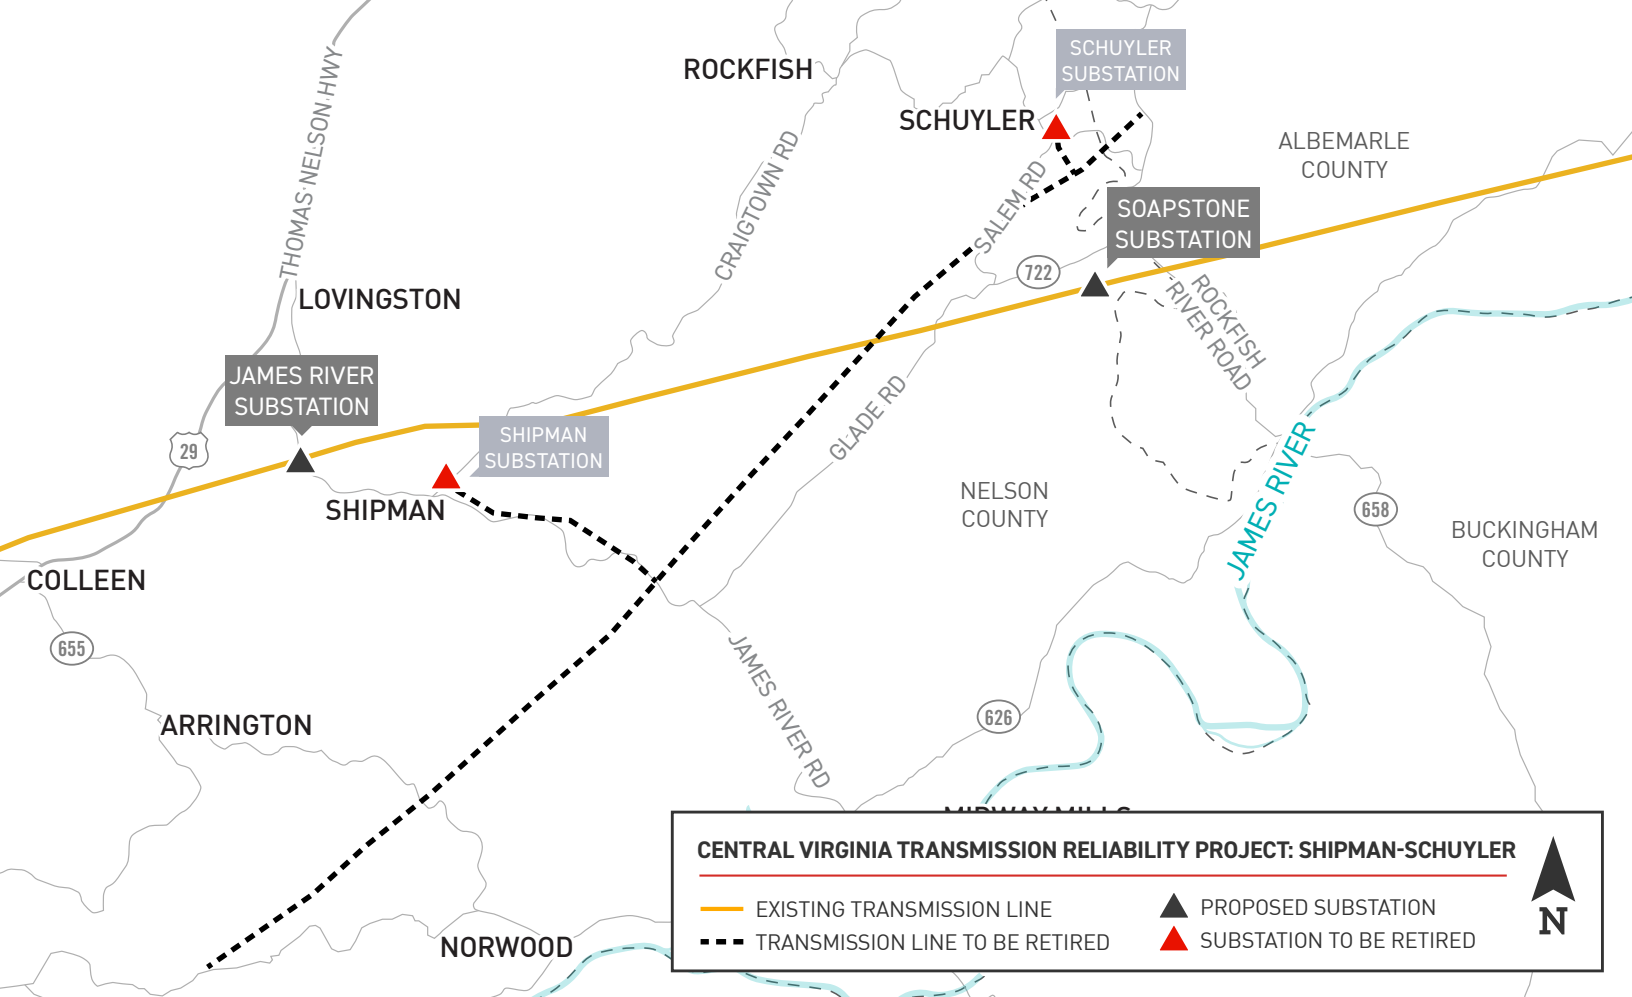 SCHUYLER
SUBSTATION
ROCKFISH
SCHUYLER
ALBEMARLE
COUNTY
THOMAS NELSON HWY
CRAIGTOWN RD
SALEM RD
SOAPSTONE
SUBSTATION
722
ROCKFISH
RIVER ROAD
LOVINGSTON
JAMES RIVER
SUBSTATION
29
SHIPMAN
SUBSTATION
GLADE RD
SHIPMAN
NELSON
COUNTY
JAMES RIVER
658
BUCKINGHAM
COUNTY
COLLEEN
655
JAMES RIVER RD
626
ARRINGTON
MIDWAY MILLS
NORWOOD
CENTRAL VIRGINIA TRANSMISSION RELIABILITY PROJECT: SHIPMAN-SCHUYLER
EXISTING TRANSMISSION LINE
TRANSMISSION LINE TO BE RETIRED
PROPOSED SUBSTATION
SUBSTATION TO BE RETIRED
N